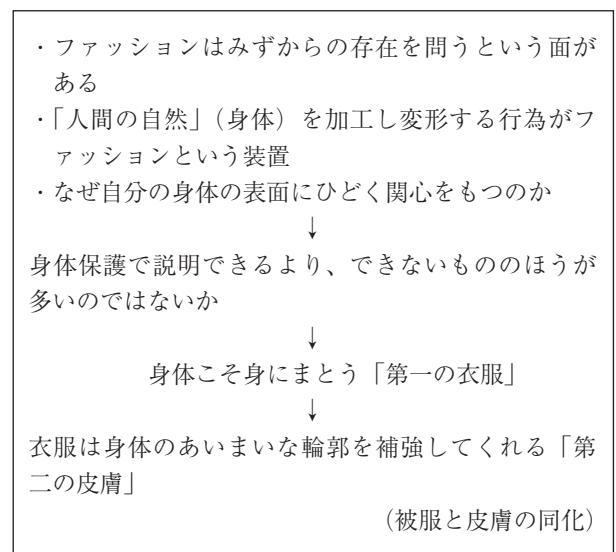 ・ファッションはみずからの存在を問うという面が
ある
・「人間の自然」（身体）を加工し変形する行為がフ
ァッションという装置
・なぜ自分の身体の表面にひどく関心をもつのか
↓
身体保護で説明できるより、できないもののほうが
多いのではないか
↓
身体こそ身にまとう「第一の衣服」
↓
衣服は身体のあいまいな輪郭を補強してくれる「第
二の皮膚」
（被服と皮膚の同化）